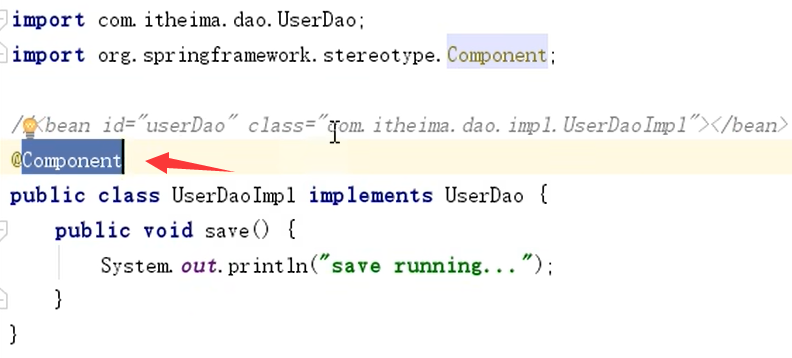 import com.itheima.dao.UserDao;
import org.springframework.stereotype.Component;
//<bean id="userDao" class="com.itheima.dao.impl.UserDaoImpl"></bean>
@Component
public class UserDaoImpl implements UserDao {
    public void save() {
        System.out.println("save running...");
    }
}